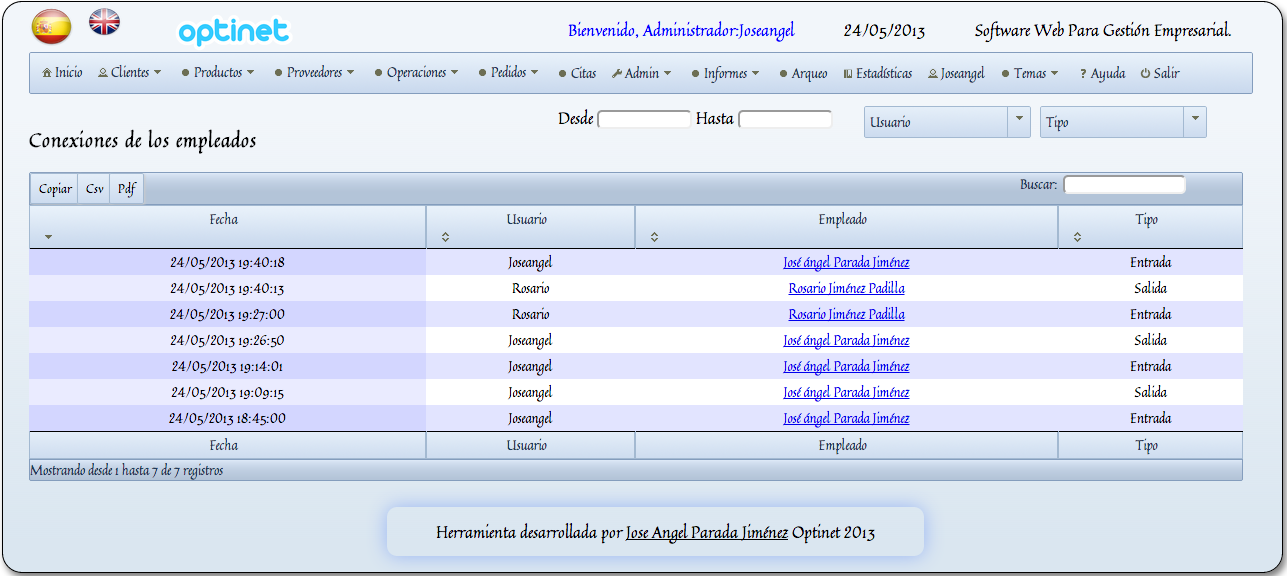 optinet Bienvenido, Administrador:Joseangel 24/05/2013 Software Web Para Gestión Empresarial.
Inicio Clientes Productos Proveedores Operaciones Pedidos Citas Admin Informes Arqueo Estadísticas Joseangel Temas ? Ayuda Salir
Desde Hasta Usuario Tipo
Conexiones de los empleados
Copiar Csv Pdf Buscar:
Fecha Usuario Empleado Tipo
24/05/2013 19:40:18 Joseangel José ángel Parada Jiménez Entrada
24/05/2013 19:40:13 Rosario Rosario Jiménez Padilla Salida
24/05/2013 19:27:00 Rosario Rosario Jiménez Padilla Entrada
24/05/2013 19:26:50 Joseangel José ángel Parada Jiménez Salida
24/05/2013 19:14:01 Joseangel José ángel Parada Jiménez Entrada
24/05/2013 19:09:15 Joseangel José ángel Parada Jiménez Salida
24/05/2013 18:45:00 Joseangel José ángel Parada Jiménez Entrada
Fecha Usuario Empleado Tipo
Mostrando desde 1 hasta 7 de 7 registros
Herramienta desarrollada por Jose Angel Parada Jiménez Optinet 2013